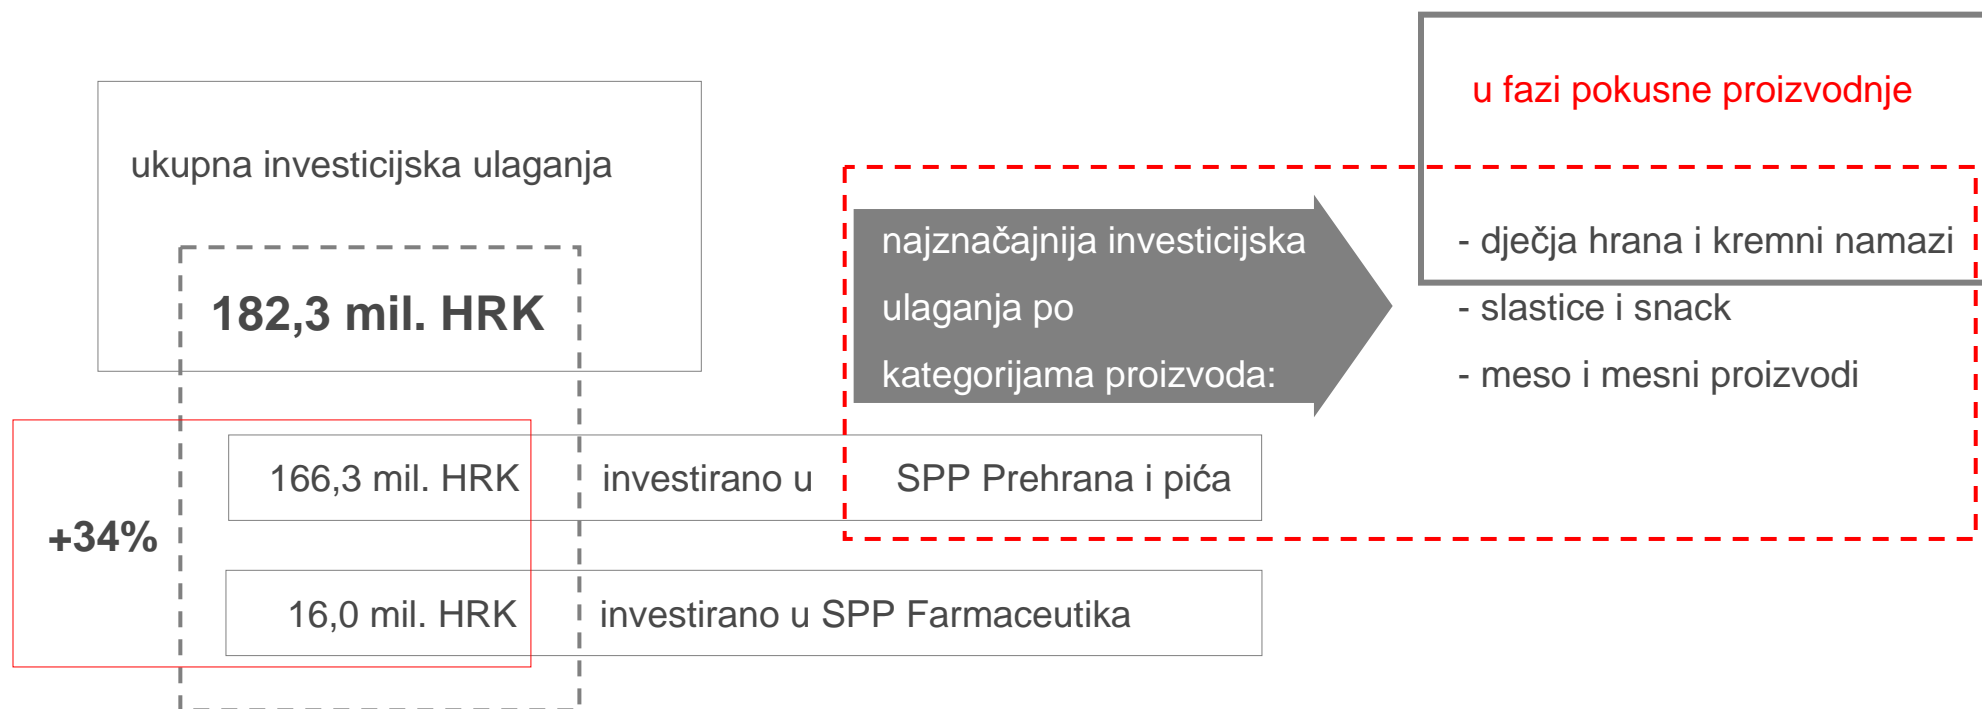 ukupna investicijska ulaganja
182,3 mil. HRK
+34%
166,3 mil. HRK investirano u SPP Prehrana i pića
16,0 mil. HRK investirano u SPP Farmaceutika
najznačajnija investicijska
ulaganja po
kategorijama proizvoda:
u fazi pokusne proizvodnje
- dječja hrana i kremni namazi
- slastice i snack
- meso i mesni proizvodi